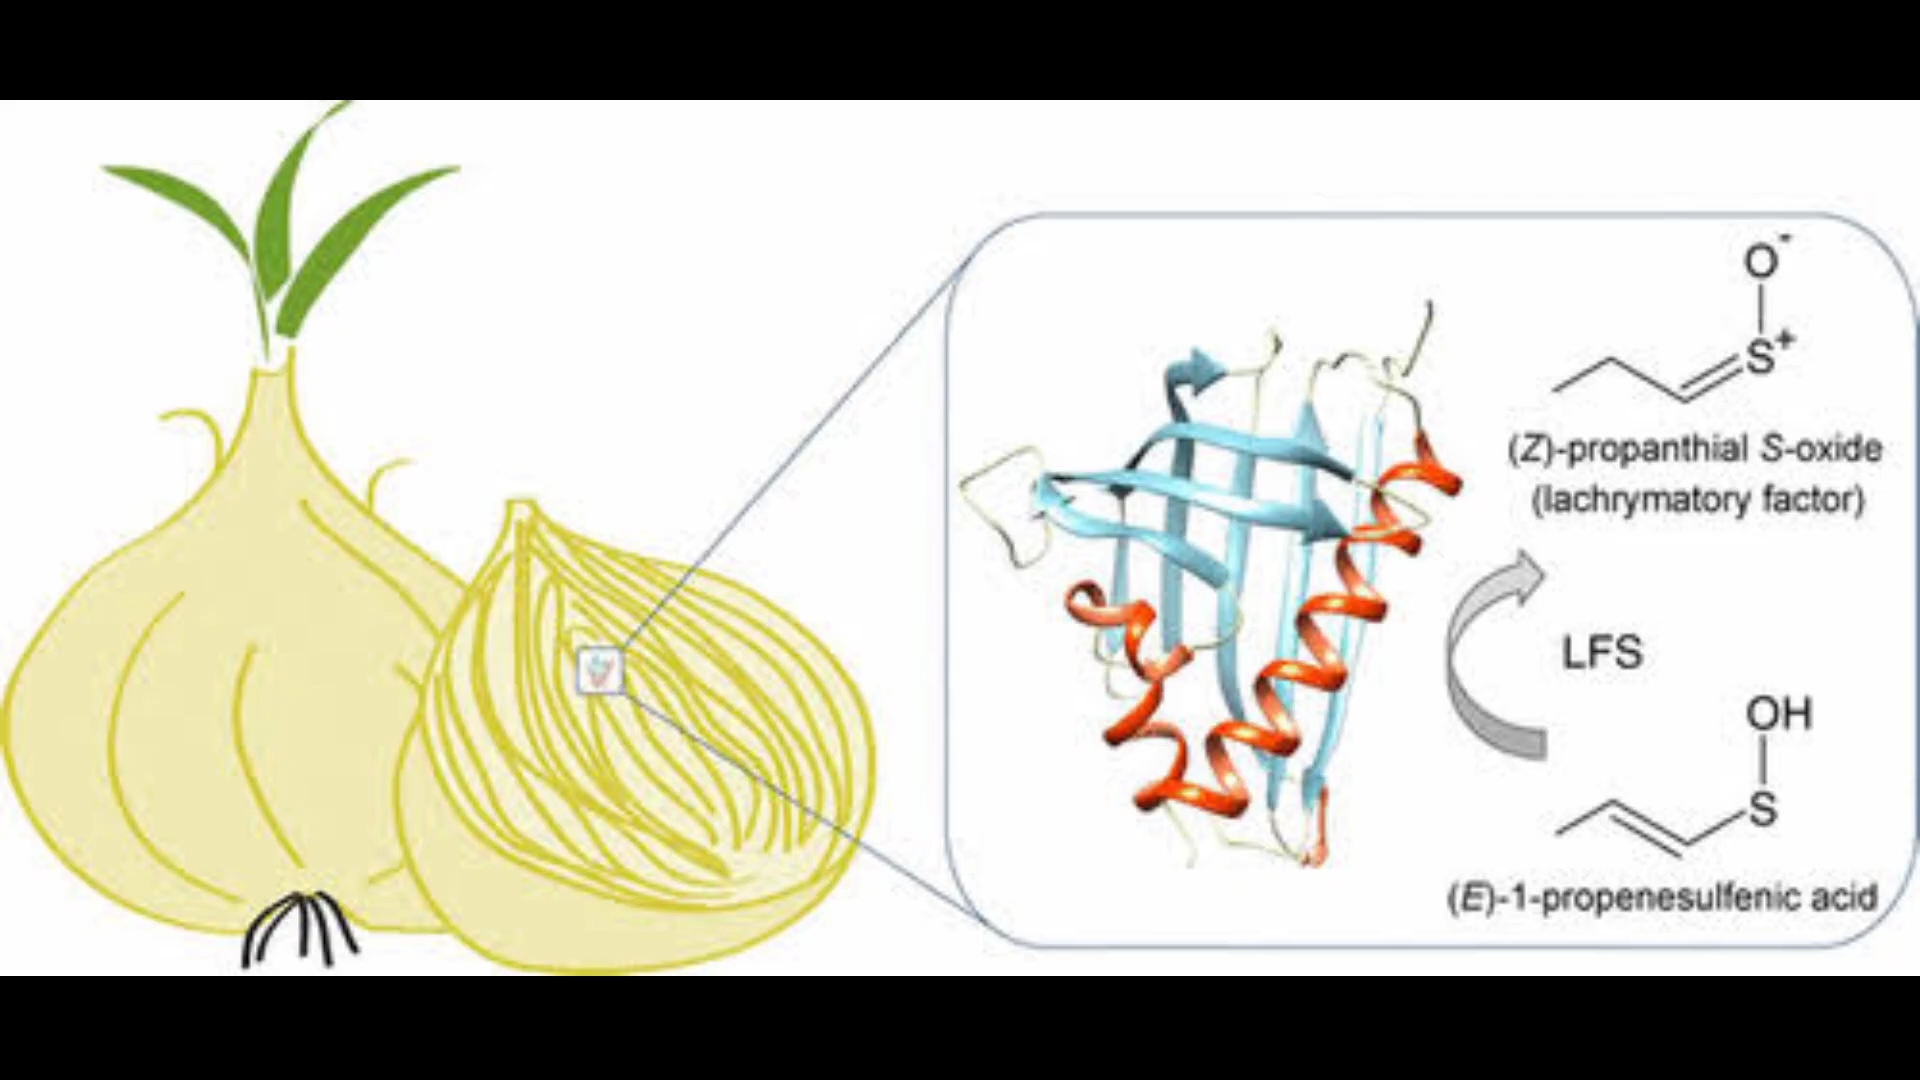 O-
S+
(Z)-propanthial S-oxide
(lachrymatory factor)
LFS
OH
S
(E)-1-propenesulfenic acid